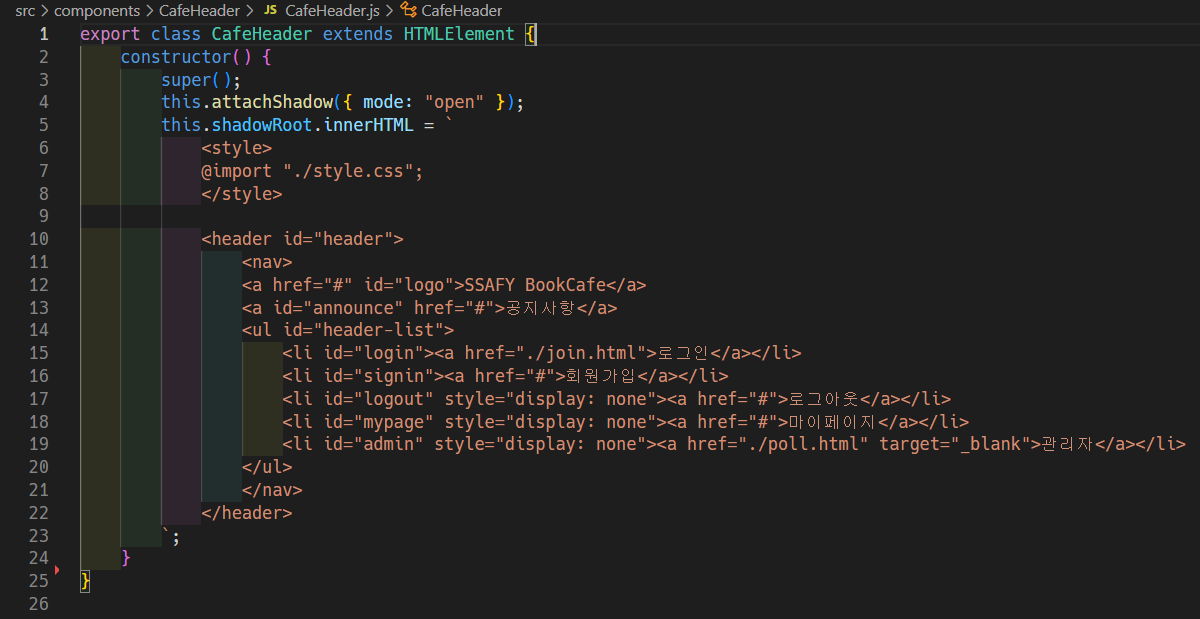 src > components > CafeHeader > JS CafeHeader.js > CafeHeader
1 export class CafeHeader extends HTMLElement {
2 constructor() {
3 super();
4 this.attachShadow({ mode: "open" });
5 this.shadowRoot.innerHTML = `
6 <style>
7 @import "./style.css";
8 </style>
9
10 <header id="header">
11 <nav>
12 <a href="#" id="logo">SSAFY BookCafe</a>
13 <a id="announce" href="#">공지사항</a>
14 <ul id="header-list">
15 <li id="login"><a href="./join.html">로그인</a></li>
16 <li id="signin"><a href="#">회원가입</a></li>
17 <li id="logout" style="display: none"><a href="#">로그아웃</a></li>
18 <li id="mypage" style="display: none"><a href="#">마이페이지</a></li>
19 <li id="admin" style="display: none"><a href="./poll.html" target="_blank">관리자</a></li>
20 </ul>
21 </nav>
22 </header>
23 `;
24 }
25 }
26